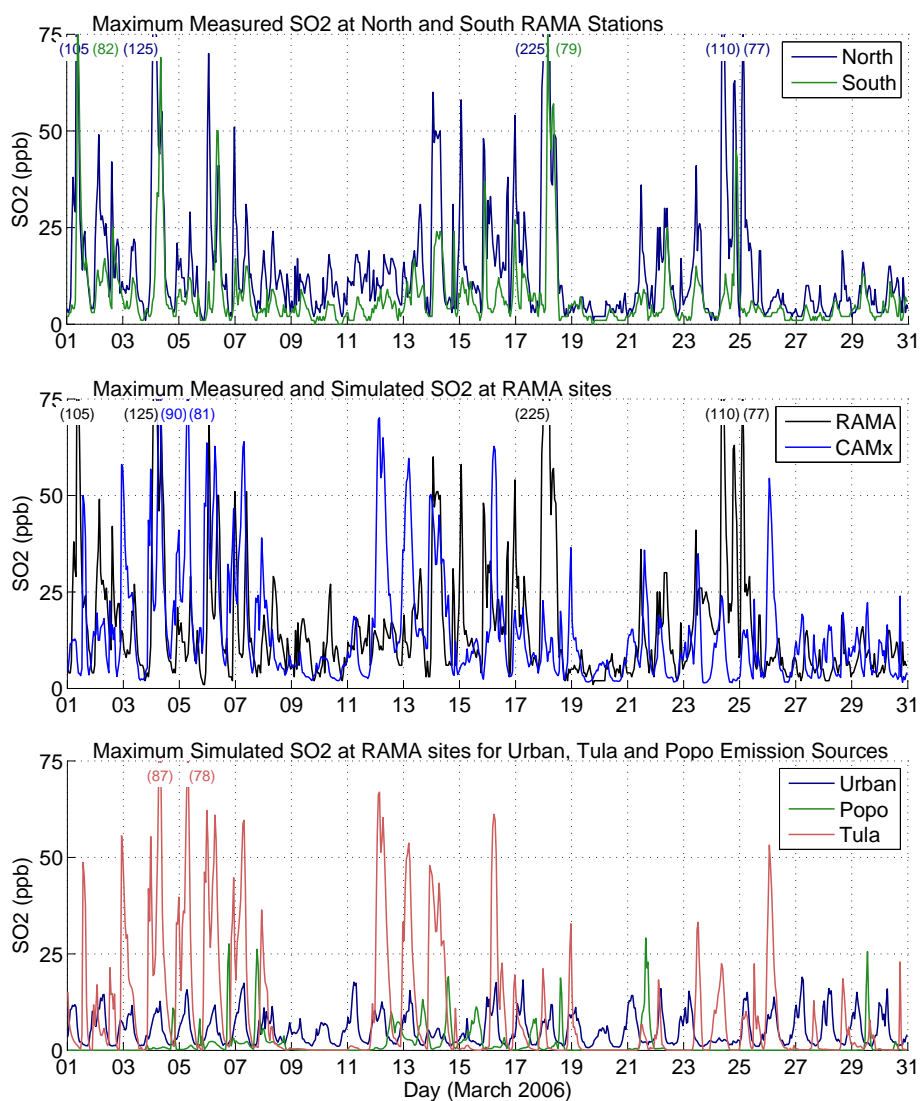 Maximum Measured SO2 at North and South RAMA Stations
75
(105 (82) (125) (225) (79) (110) (77)
North
South
50
SO2 (ppb)
25
0
01 03 05 07 09 11 13 15 17 19 21 23 25 27 29 31
Maximum Measured and Simulated SO2 at RAMA sites
75
(105) (125) (90) (81) (225) (110) (77)
RAMA
CAMx
50
SO2 (ppb)
25
0
01 03 05 07 09 11 13 15 17 19 21 23 25 27 29 31
Maximum Simulated SO2 at RAMA sites for Urban, Tula and Popo Emission Sources
75
(87) (78)
Urban
Popo
Tula
50
SO2 (ppb)
25
0
01 03 05 07 09 11 13 15 17 19 21 23 25 27 29 31
Day (March 2006)